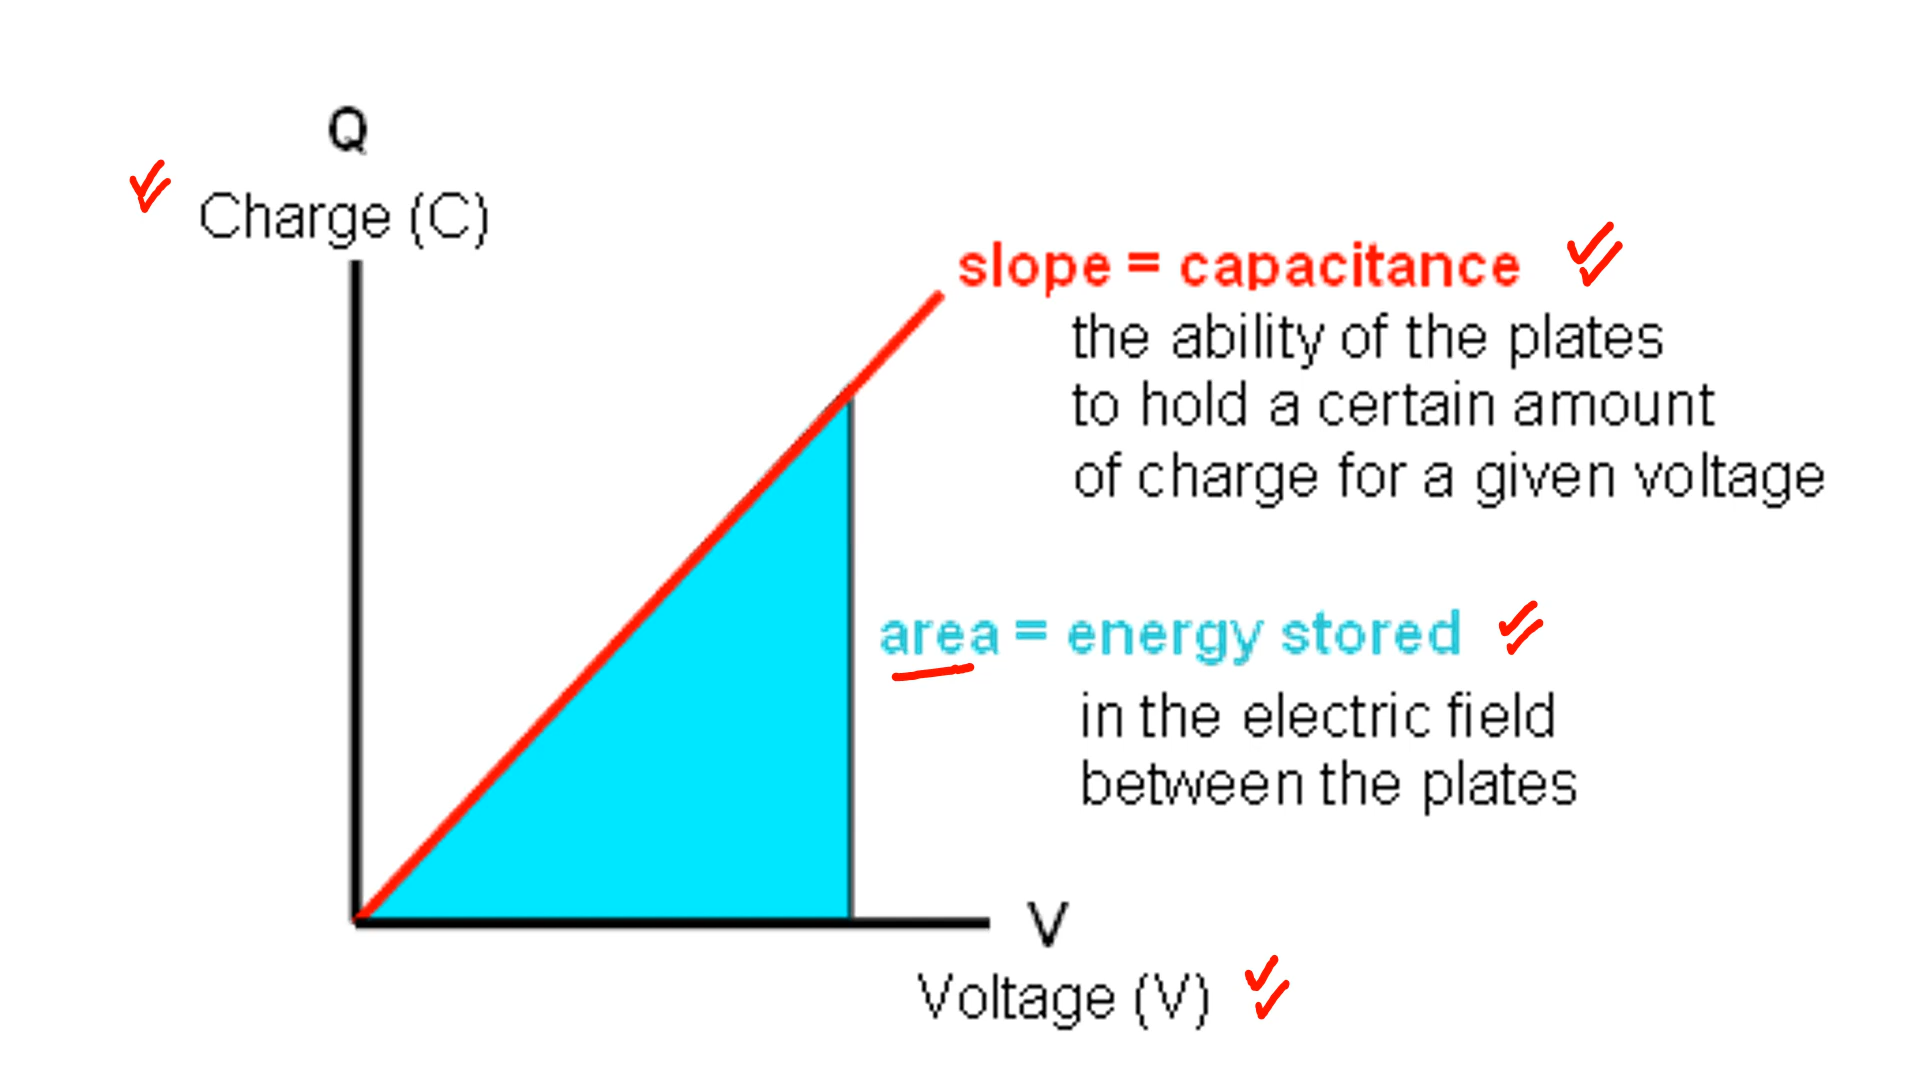 Q
Charge (C)
slope = capacitance
the ability of the plates
to hold a certain amount
of charge for a given voltage
area = energy stored
in the electric field
between the plates
V
Voltage (V)